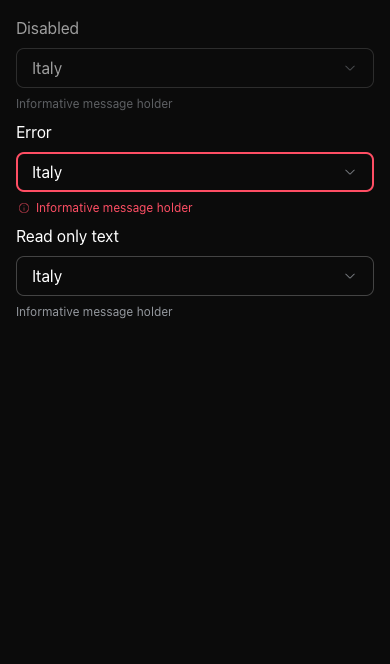 Disabled
Italy
Informative message holder
Error
Italy
Informative message holder
Read only text
Italy
Informative message holder